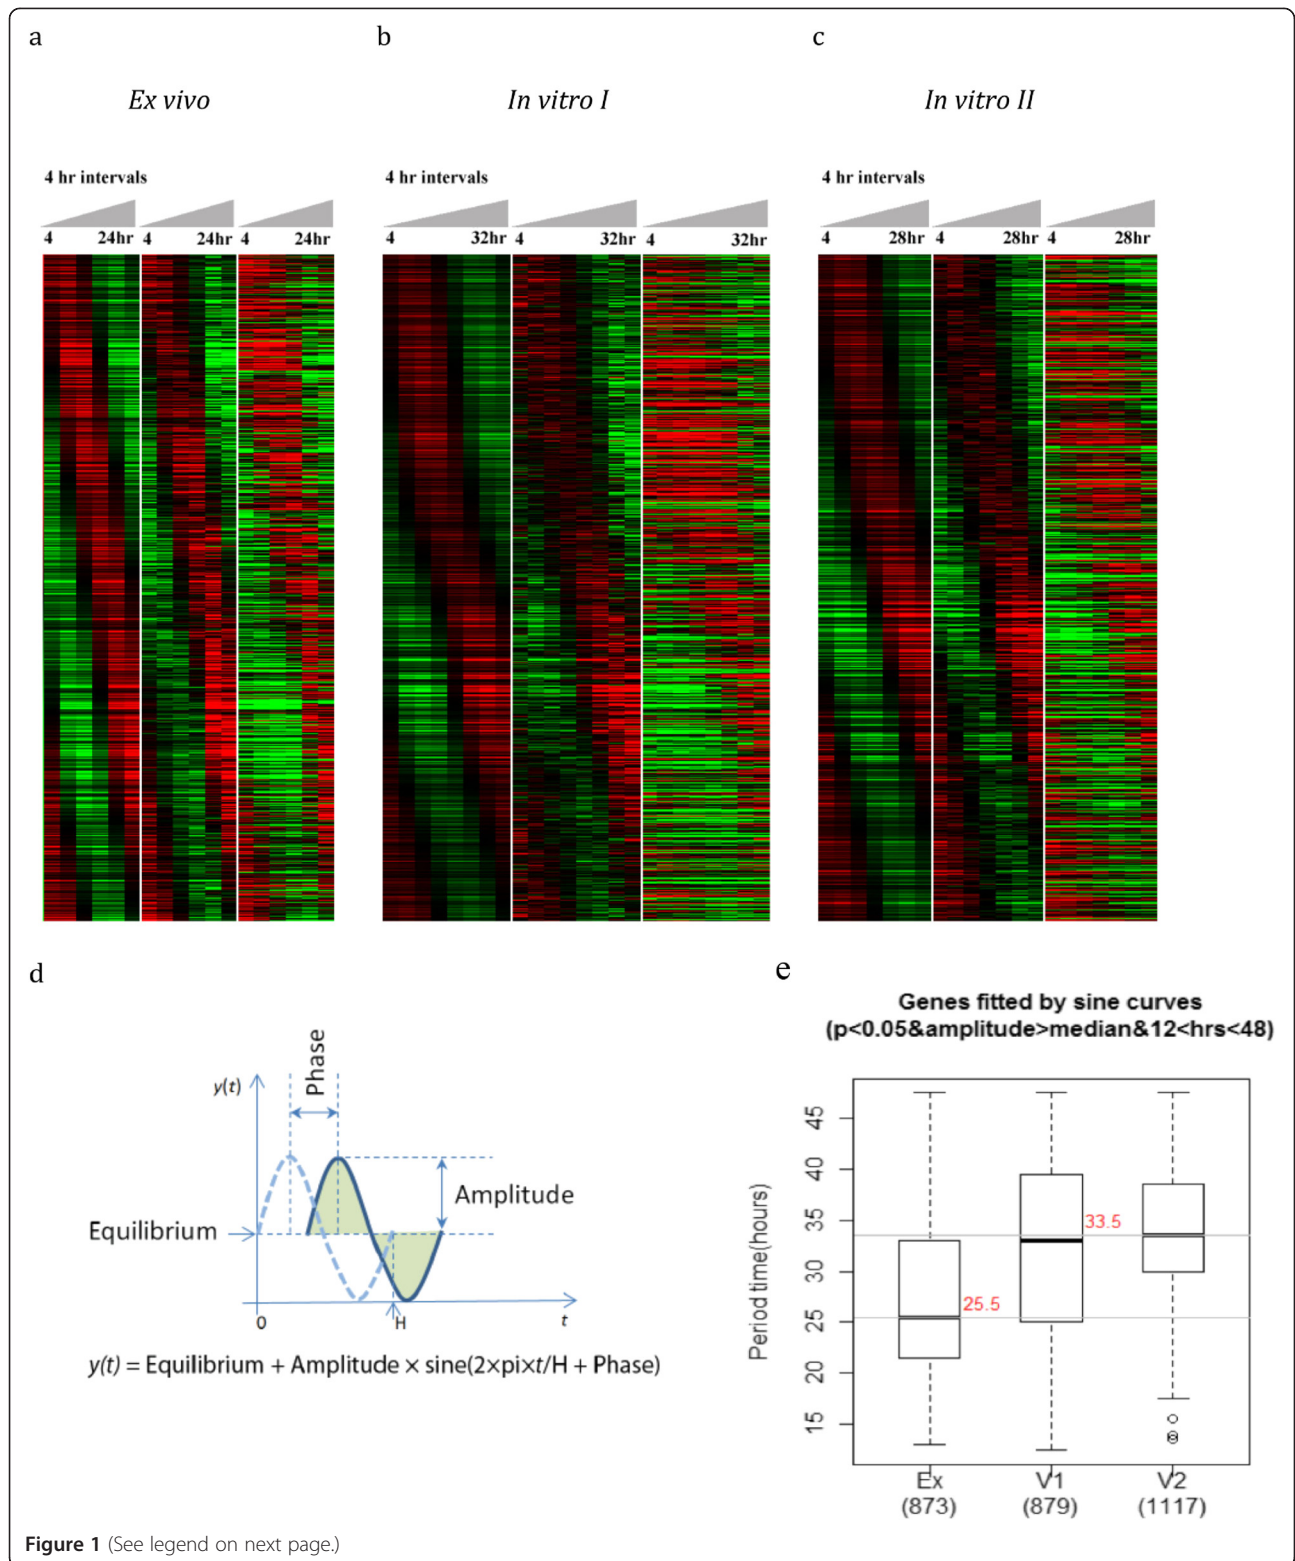 a
b
c
Ex vivo
In vitro I
In vitro II
4 hr intervals
4 hr intervals
4 hr intervals
4 24hr 4 24hr 4 24hr
4 32hr 4 32hr 4 32hr
4 28hr 4 28hr 4 28hr
d
y(t)
Phase
Amplitude
Equilibrium
0
H
t
y(t) = Equilibrium + Amplitude × sine(2×pi×t/H + Phase)
e
Genes fitted by sine curves
(p<0.05&amplitude>median&12<hrs<48)
Period time(hours)
45
40
35
30
25
20
15
33.5
25.5
Ex V1 V2
(873) (879) (1117)
Figure 1 (See legend on next page.)